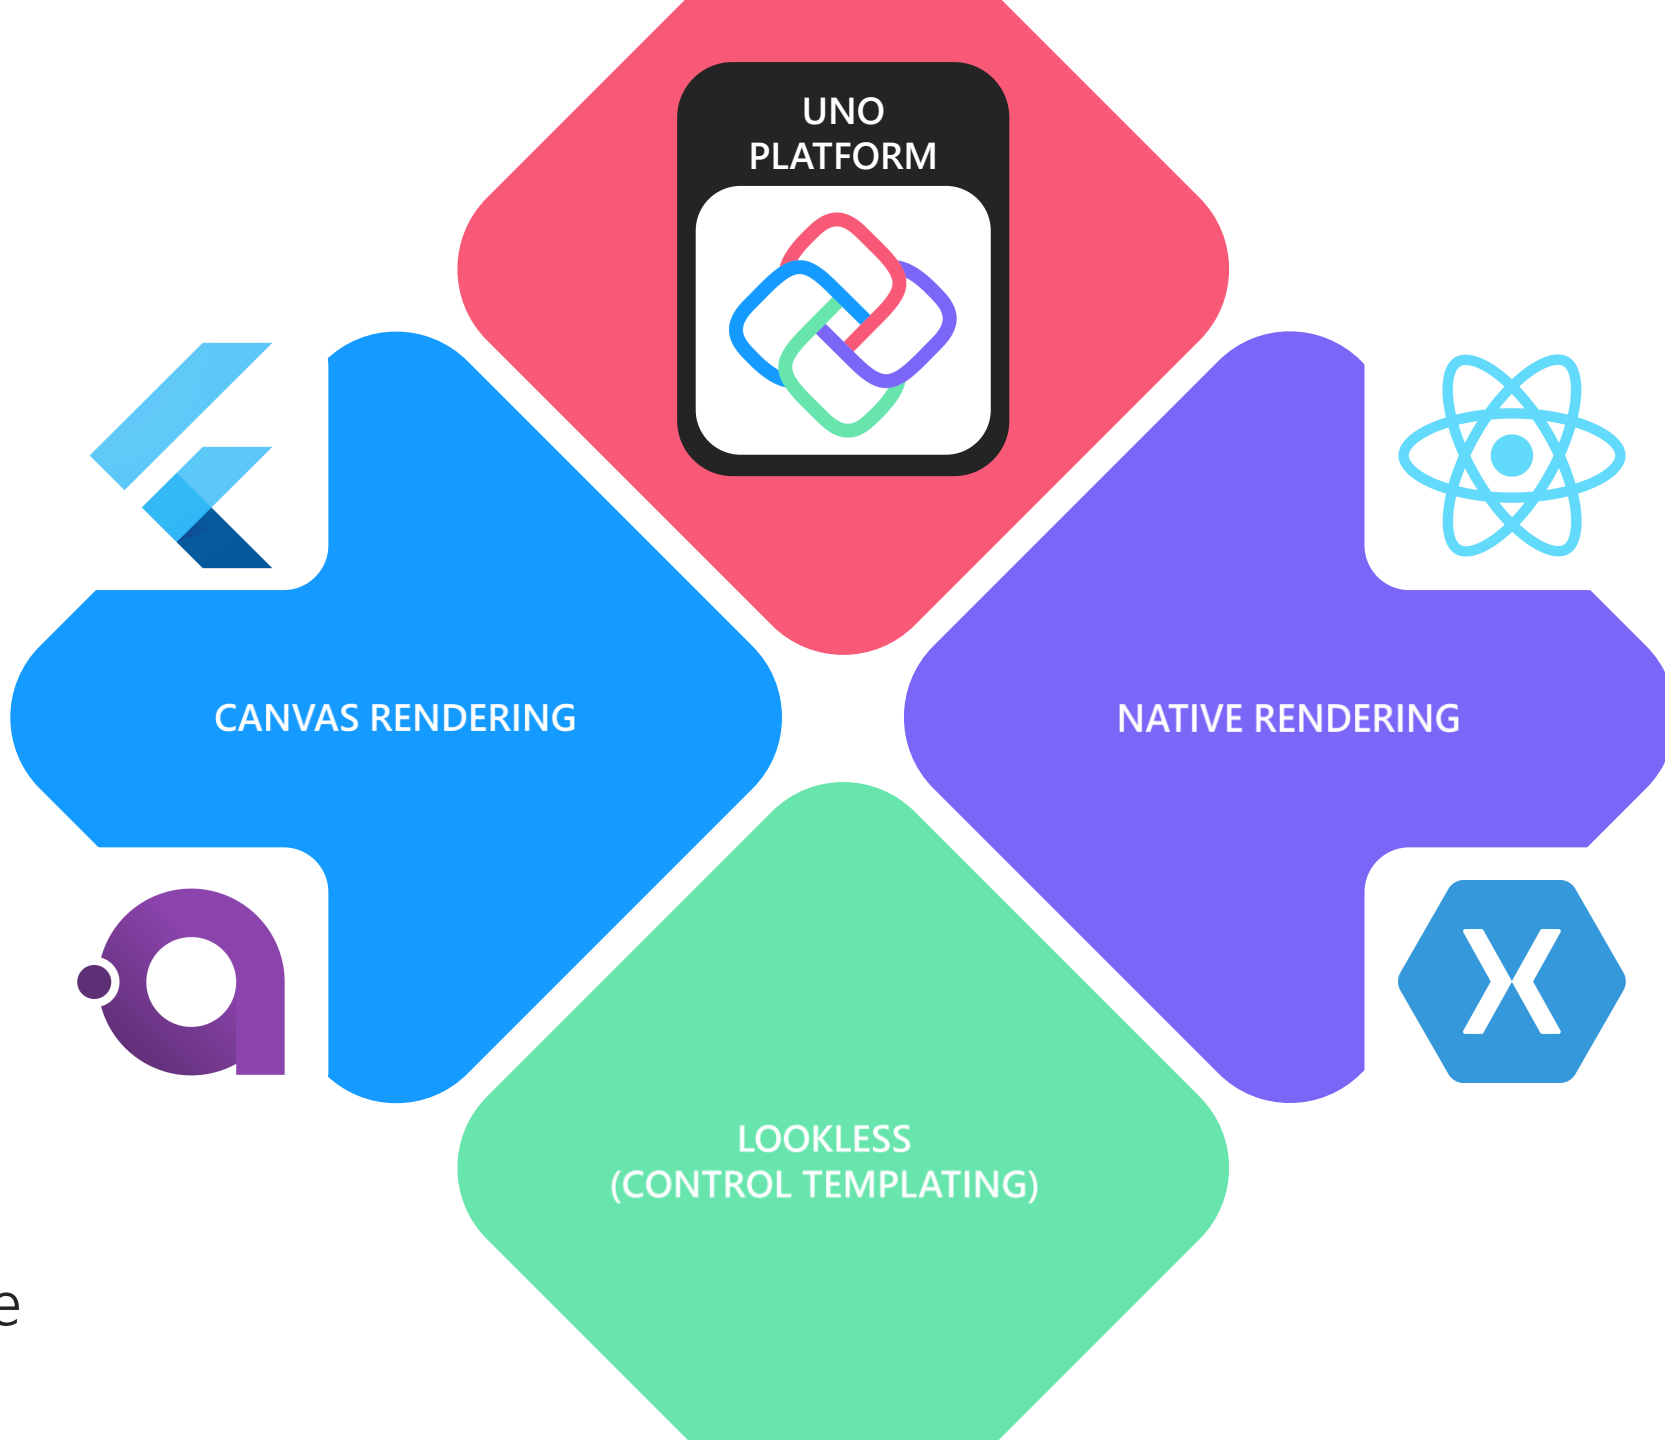 UNO
PLATFORM
CANVAS RENDERING
NATIVE RENDERING
LOOKLESS
(CONTROL TEMPLATING)
e